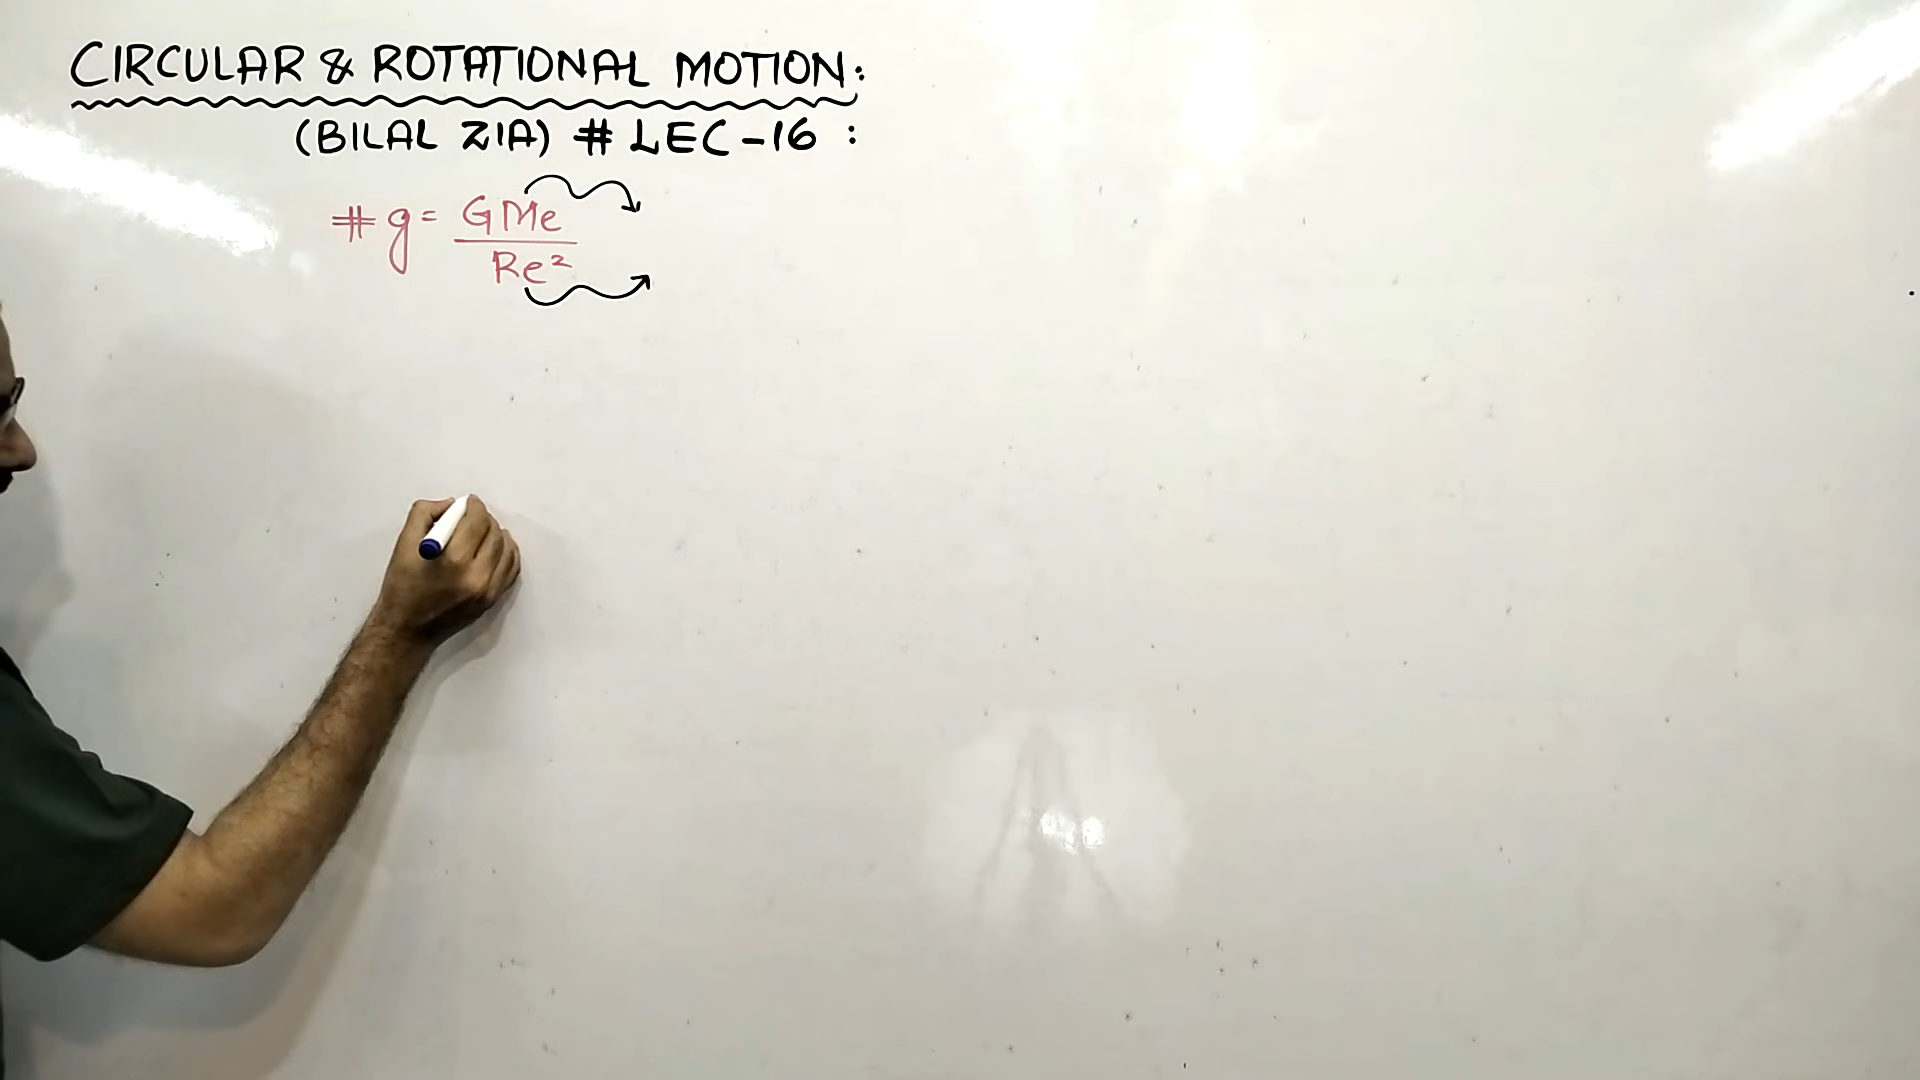 CIRCULAR & ROTATIONAL MOTION:
(BILAL ZIA) # LEC-16 :
# g = GMe
Re²